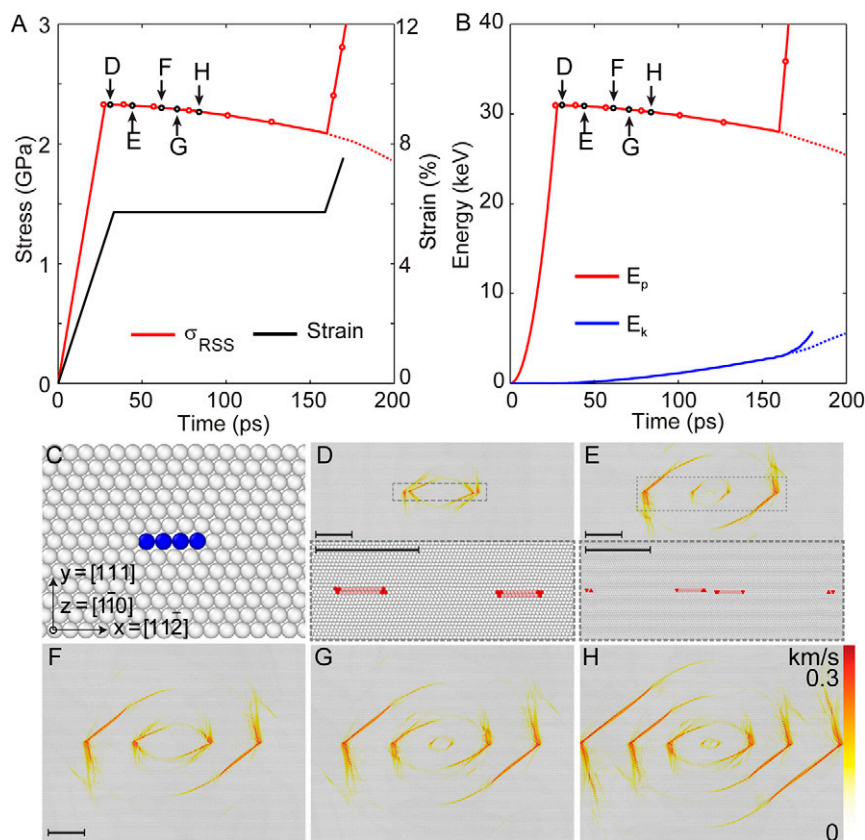 A
3
2
1
0
Stress (GPa)
12
8
4
0
Strain (%)
D
F
H
E
G
σRSS
Strain
0
50
100
150
200
Time (ps)
B
40
30
20
10
0
Energy (keV)
D
F
H
E
G
Ep
Ek
0
50
100
150
200
Time (ps)
C
y = [111]
z = [11̄0]
x = [112̄]
D
E
F
G
H
km/s
0.3
0